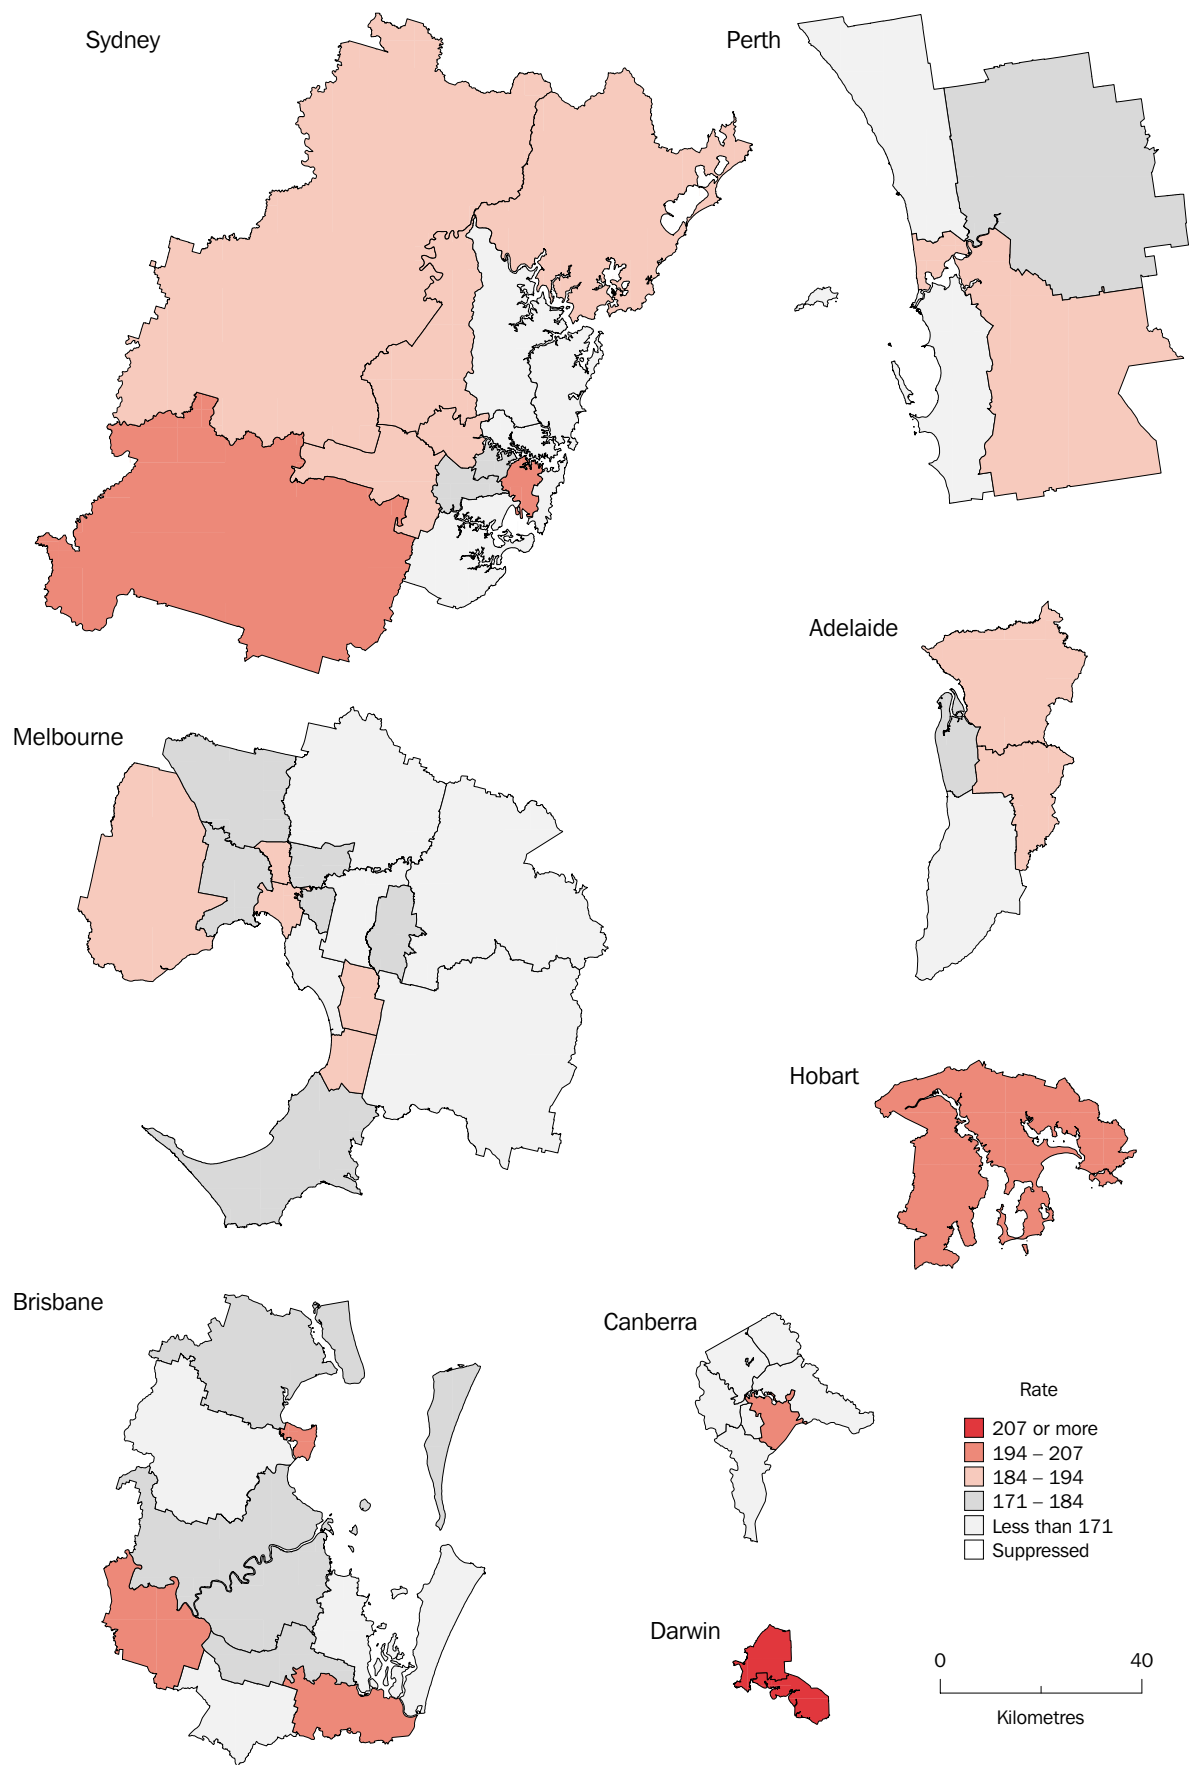 Sydney
Perth
Adelaide
Melbourne
Hobart
Brisbane
Canberra
Rate
207 or more
194 – 207
184 – 194
171 – 184
Less than 171
Suppressed
Darwin
0 40
Kilometres